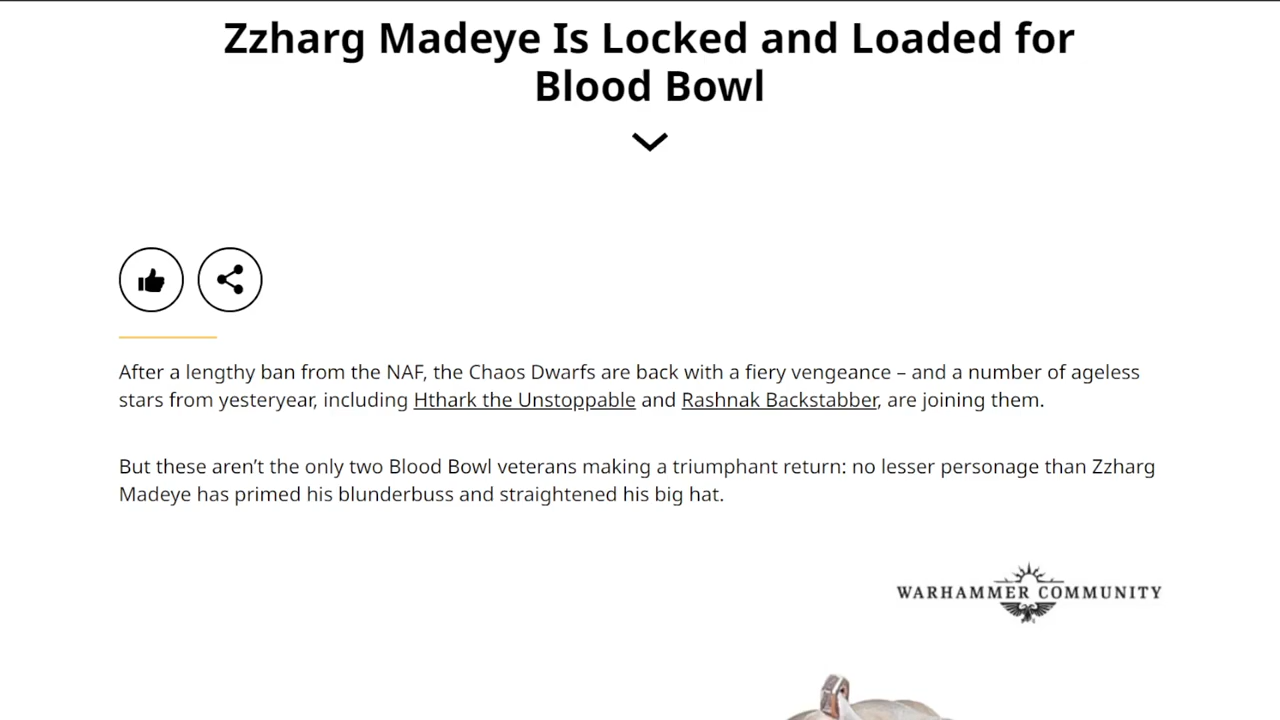 Zzharg Madeye Is Locked and Loaded for
Blood Bowl
After a lengthy ban from the NAF, the Chaos Dwarfs are back with a fiery vengeance – and a number of ageless
stars from yesteryear, including Hthark the Unstoppable and Rashnak Backstabber, are joining them.
But these aren’t the only two Blood Bowl veterans making a triumphant return: no lesser personage than Zzharg
Madeye has primed his blunderbuss and straightened his big hat.
WARHAMMER COMMUNITY